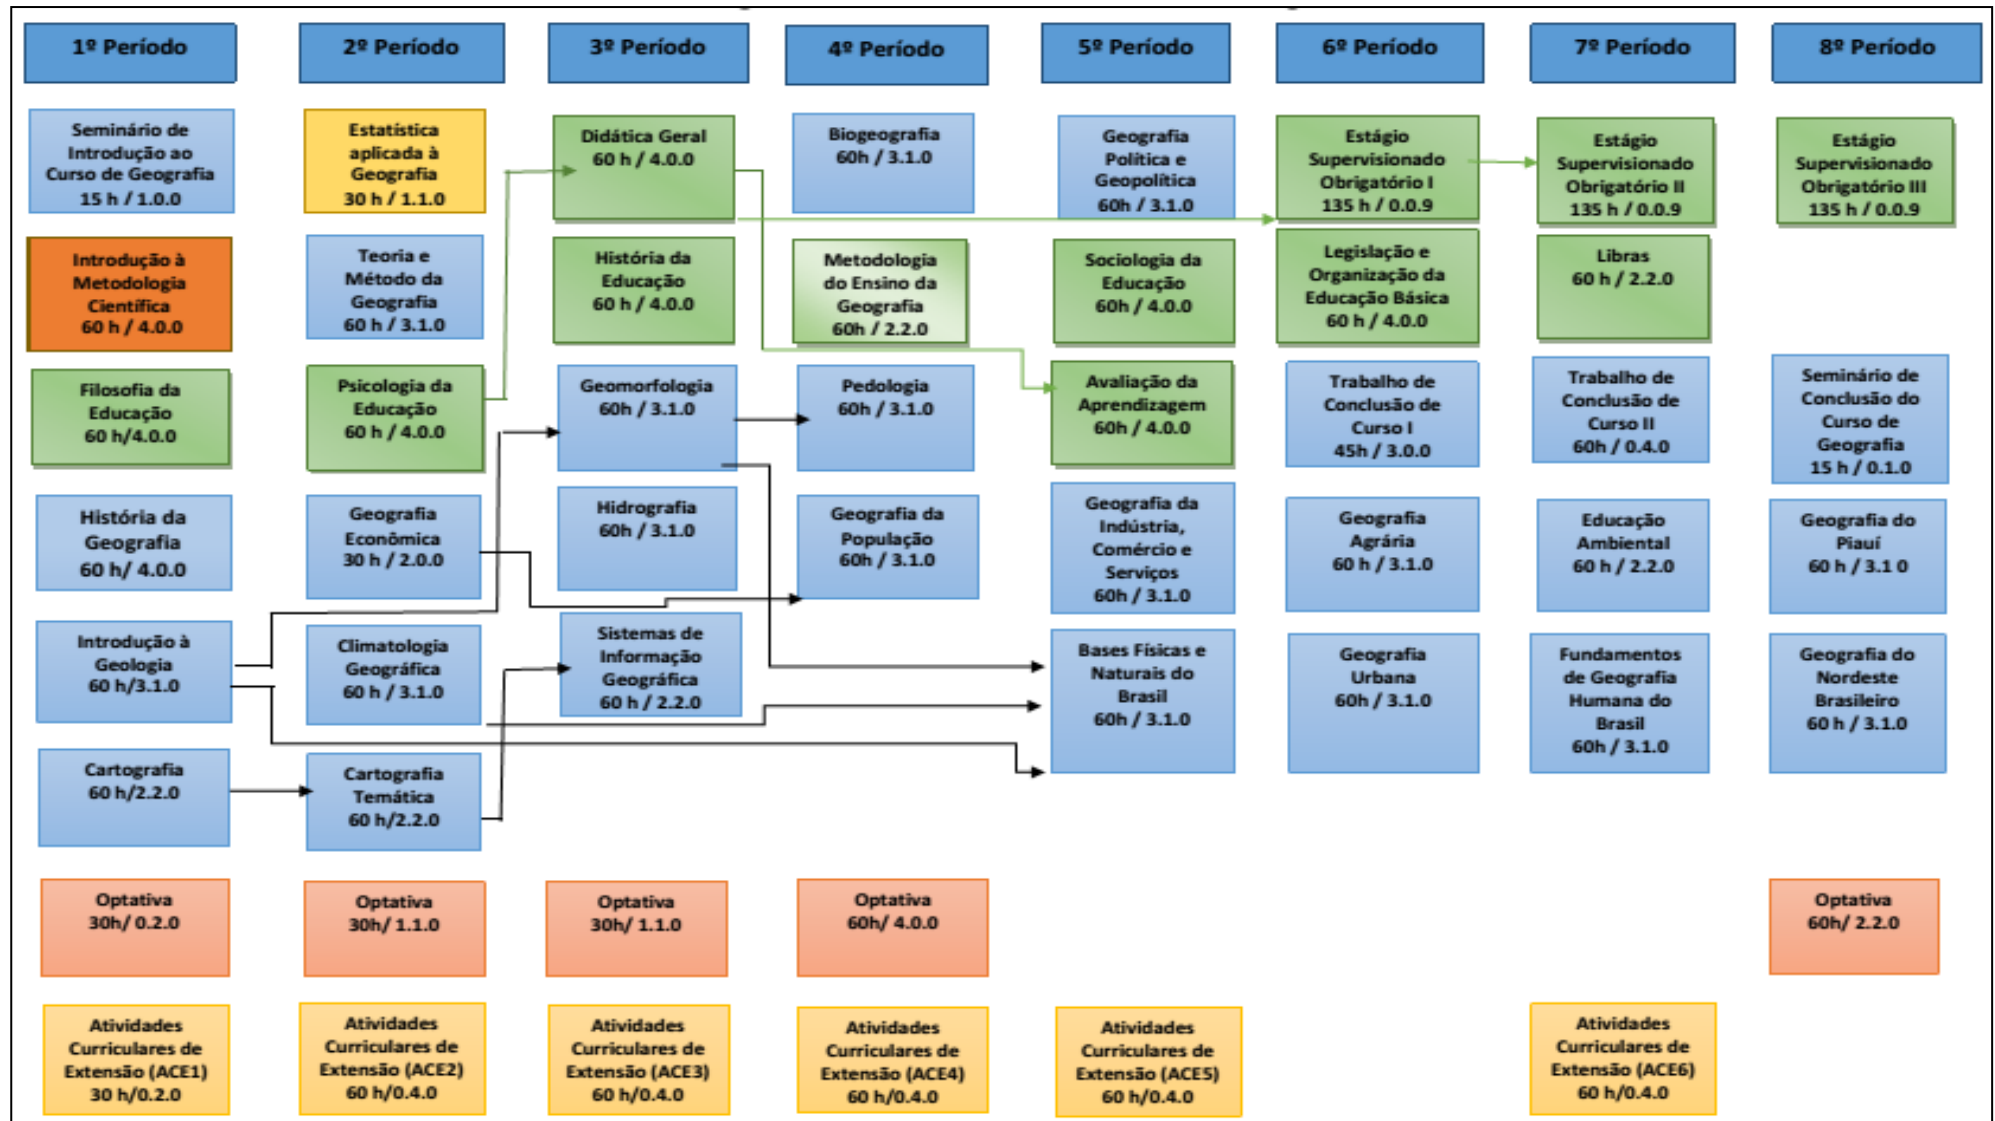 1º Período
2º Período
3º Período
4º Período
5º Período
6º Período
7º Período
8º Período
Seminário de
Introdução ao
Curso de Geografia
15 h / 1.0.0
Estatística
aplicada à
Geografia
30 h / 1.1.0
Didática Geral
60 h / 4.0.0
Biogeografia
60h / 3.1.0
Geografia
Política e
Geopolítica
60h / 3.1.0
Estágio
Supervisionado
Obrigatório I
135 h / 0.0.9
Estágio
Supervisionado
Obrigatório II
135 h / 0.0.9
Estágio
Supervisionado
Obrigatório III
135 h / 0.0.9
Introdução à
Metodologia
Científica
60 h / 4.0.0
Teoria e
Método da
Geografia
60 h / 3.1.0
História da
Educação
60 h / 4.0.0
Metodologia
do Ensino da
Geografia
60h / 2.2.0
Sociologia da
Educação
60h / 4.0.0
Legislação e
Organização da
Educação Básica
60 h / 4.0.0
Libras
60 h / 2.2.0
Filosofia da
Educação
60 h/4.0.0
Psicologia da
Educação
60 h / 4.0.0
Geomorfologia
60h / 3.1.0
Pedologia
60h / 3.1.0
Avaliação da
Aprendizagem
60h / 4.0.0
Trabalho de
Conclusão de
Curso I
45h / 3.0.0
Trabalho de
Conclusão de
Curso II
60h / 0.4.0
Seminário de
Conclusão do
Curso de
Geografia
15 h / 0.1.0
História da
Geografia
60 h/ 4.0.0
Geografia
Econômica
30 h / 2.0.0
Hidrografia
60h / 3.1.0
Geografia da
População
60h / 3.1.0
Geografia da
Indústria,
Comércio e
Serviços
60h / 3.1.0
Geografia
Agrária
60 h / 3.1.0
Educação
Ambiental
60 h / 2.2.0
Geografia do
Piauí
60 h / 3.1 0
Introdução à
Geologia
60 h/3.1.0
Climatologia
Geográfica
60 h / 3.1.0
Sistemas de
Informação
Geográfica
60 h / 2.2.0
Bases Físicas e
Naturais do
Brasil
60h / 3.1.0
Geografia
Urbana
60h / 3.1.0
Fundamentos
de Geografia
Humana do
Brasil
60h / 3.1.0
Geografia do
Nordeste
Brasileiro
60 h / 3.1.0
Cartografia
60 h/2.2.0
Cartografia
Temática
60 h/2.2.0
Optativa
30h/ 0.2.0
Optativa
30h/ 1.1.0
Optativa
30h/ 1.1.0
Optativa
60h/ 4.0.0
Optativa
60h/ 2.2.0
Atividades
Curriculares de
Extensão (ACE1)
30 h/0.2.0
Atividades
Curriculares de
Extensão (ACE2)
60 h/0.4.0
Atividades
Curriculares de
Extensão (ACE3)
60 h/0.4.0
Atividades
Curriculares de
Extensão (ACE4)
60 h/0.4.0
Atividades
Curriculares de
Extensão (ACE5)
60 h/0.4.0
Atividades
Curriculares de
Extensão (ACE6)
60 h/0.4.0